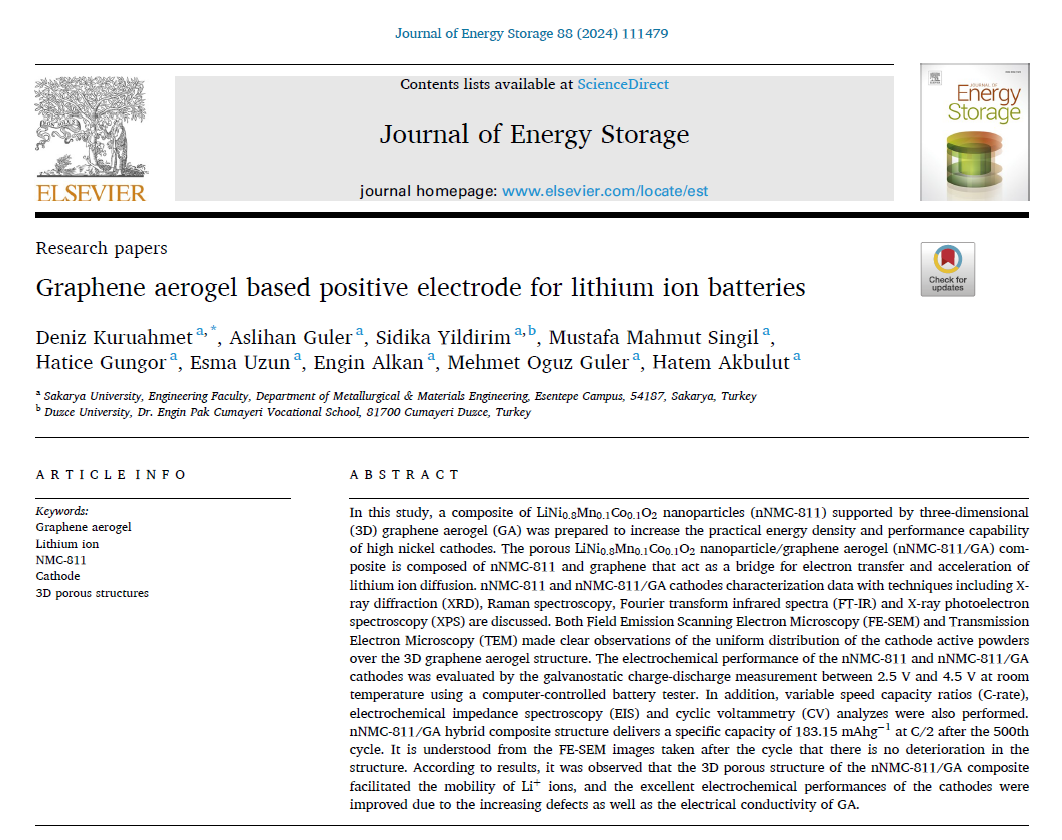 Journal of Energy Storage 88 (2024) 111479
Contents lists available at ScienceDirect
Journal of Energy Storage
journal homepage: www.elsevier.com/locate/est
ELSEVIER
JOURNAL OF
Energy
Storage
Research papers
Check for
updates
Graphene aerogel based positive electrode for lithium ion batteries
Deniz Kuruahmet a,*, Aslihan Guler a, Sidika Yildirim a,b, Mustafa Mahmut Singil a,
Hatice Gungor a, Esma Uzun a, Engin Alkan a, Mehmet Oguz Guler a, Hatem Akbulut a
a Sakarya University, Engineering Faculty, Department of Metallurgical & Materials Engineering, Esentepe Campus, 54187, Sakarya, Turkey
b Duzce University, Dr. Engin Pak Cumayeri Vocational School, 81700 Cumayeri Duzce, Turkey
ARTICLE INFO
Keywords:
Graphene aerogel
Lithium ion
NMC-811
Cathode
3D porous structures
ABSTRACT
In this study, a composite of LiNi0.8Mn0.1Co0.1O2 nanoparticles (nNMC-811) supported by three-dimensional
(3D) graphene aerogel (GA) was prepared to increase the practical energy density and performance capability
of high nickel cathodes. The porous LiNi0.8Mn0.1Co0.1O2 nanoparticle/graphene aerogel (nNMC-811/GA) com-
posite is composed of nNMC-811 and graphene that act as a bridge for electron transfer and acceleration of
lithium ion diffusion. nNMC-811 and nNMC-811/GA cathodes characterization data with techniques including X-
ray diffraction (XRD), Raman spectroscopy, Fourier transform infrared spectra (FT-IR) and X-ray photoelectron
spectroscopy (XPS) are discussed. Both Field Emission Scanning Electron Microscopy (FE-SEM) and Transmission
Electron Microscopy (TEM) made clear observations of the uniform distribution of the cathode active powders
over the 3D graphene aerogel structure. The electrochemical performance of the nNMC-811 and nNMC-811/GA
cathodes was evaluated by the galvanostatic charge-discharge measurement between 2.5 V and 4.5 V at room
temperature using a computer-controlled battery tester. In addition, variable speed capacity ratios (C-rate),
electrochemical impedance spectroscopy (EIS) and cyclic voltammetry (CV) analyzes were also performed.
nNMC-811/GA hybrid composite structure delivers a specific capacity of 183.15 mAhg−1 at C/2 after the 500th
cycle. It is understood from the FE-SEM images taken after the cycle that there is no deterioration in the
structure. According to results, it was observed that the 3D porous structure of the nNMC-811/GA composite
facilitated the mobility of Li+ ions, and the excellent electrochemical performances of the cathodes were
improved due to the increasing defects as well as the electrical conductivity of GA.